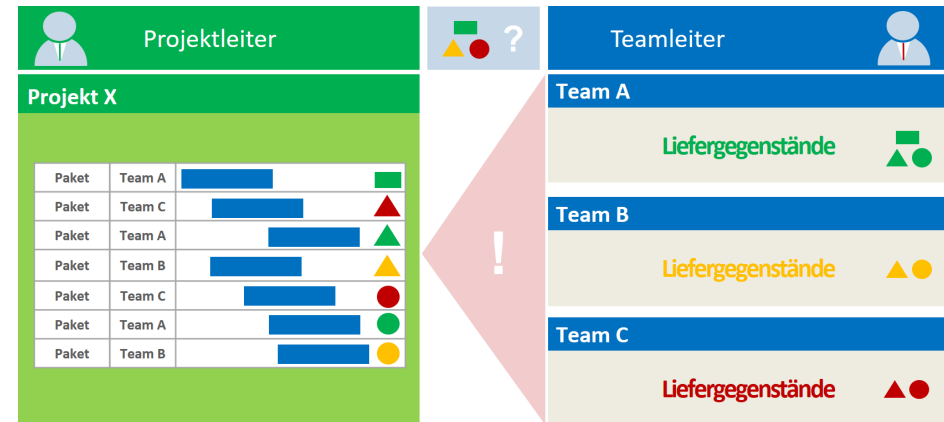 Projektleiter
?
Teamleiter
Projekt X
Paket Team A
Paket Team C
Paket Team A
Paket Team B
Paket Team C
Paket Team A
Paket Team B
!
Team A
Liefergegenstände
Team B
Liefergegenstände
Team C
Liefergegenstände